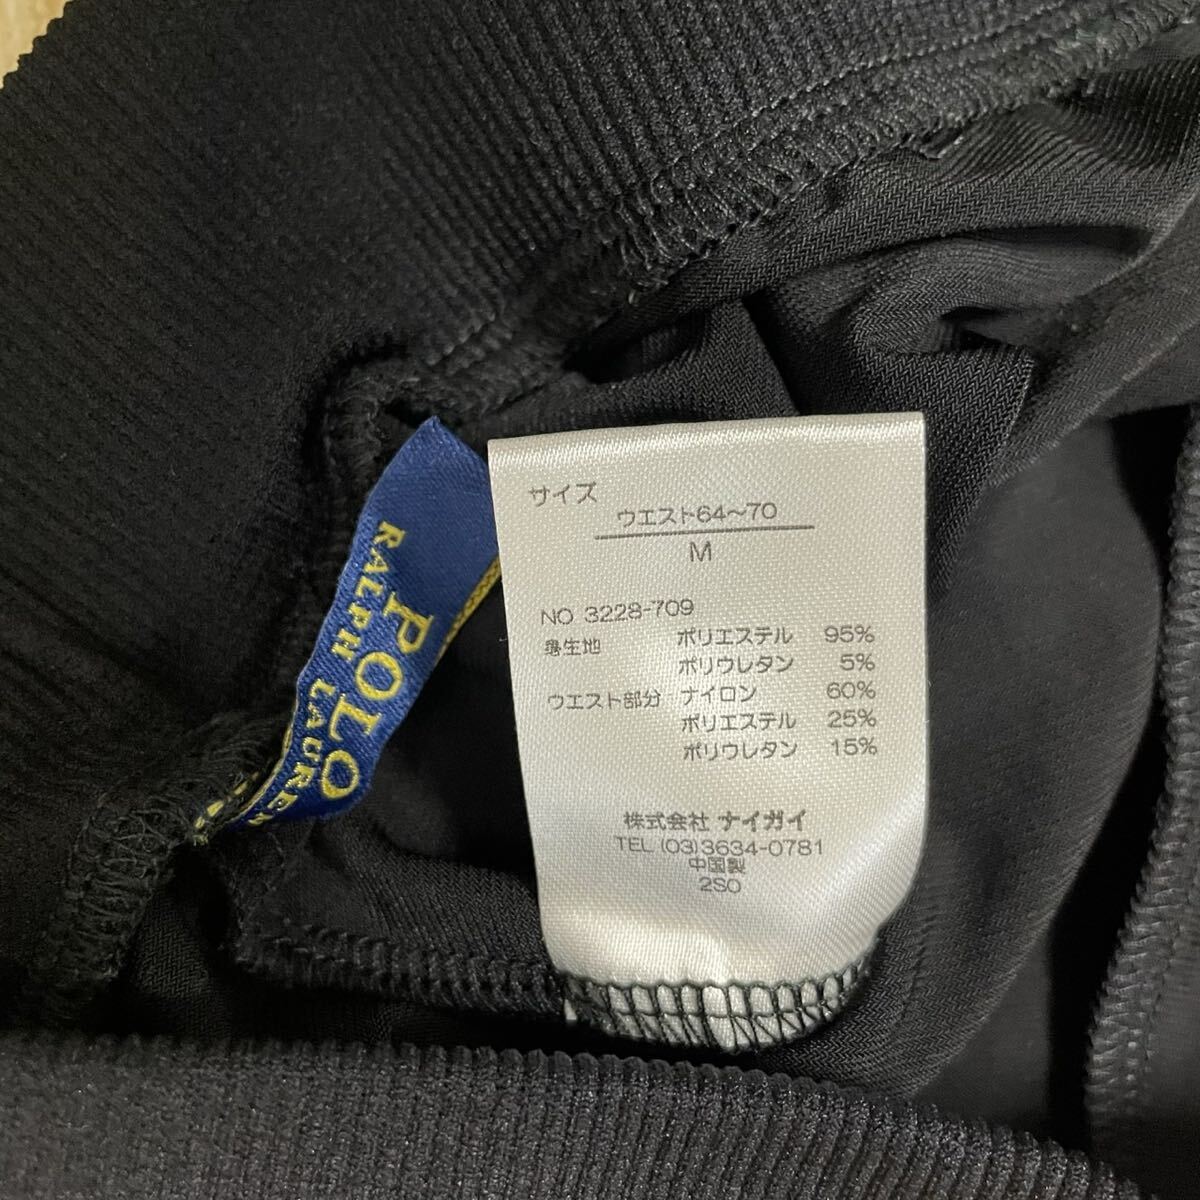 POLO
RALPH LAUREN
サイズ
ウエスト64~70
M
NO 3228-709
身生地 ポリエステル 95%
ポリウレタン 5%
ウエスト部分 ナイロン 60%
ポリエステル 25%
ポリウレタン 15%
株式会社 ナイガイ
TEL (03)3634-0781
中国製
2SO